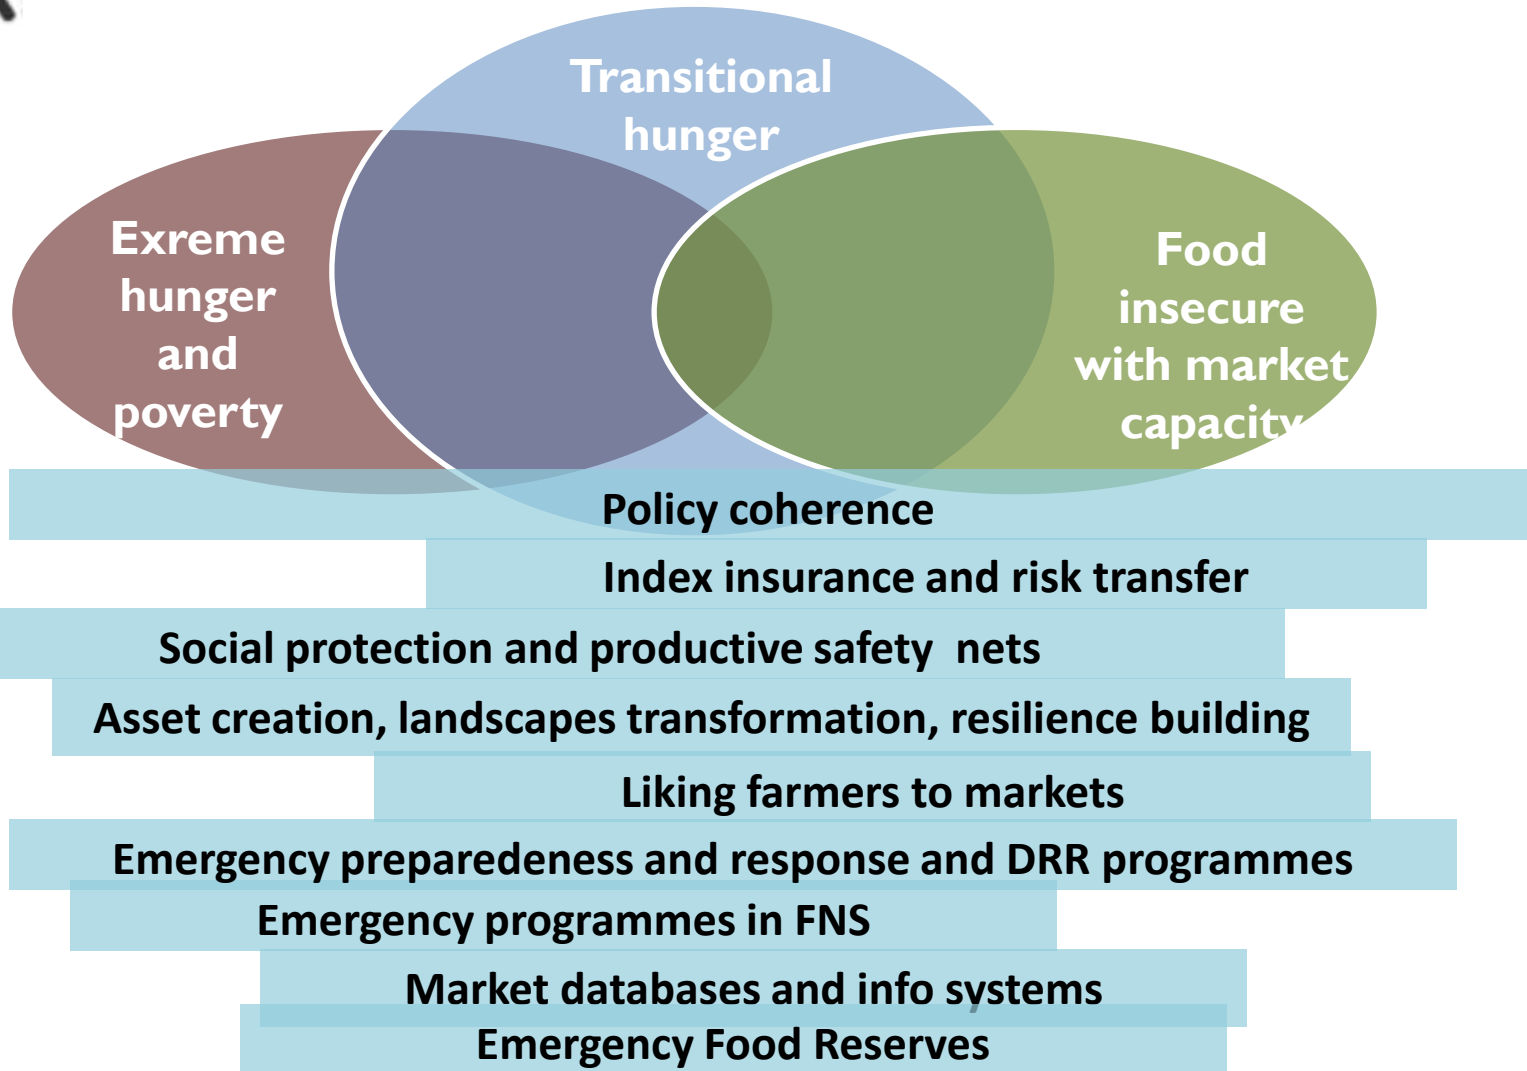 Transitional
hunger
Exreme
hunger
and
poverty
Food
insecure
with market
capacity
Policy coherence
Index insurance and risk transfer
Social protection and productive safety nets
Asset creation, landscapes transformation, resilience building
Liking farmers to markets
Emergency preparedeness and response and DRR programmes
Emergency programmes in FNS
Market databases and info systems
Emergency Food Reserves